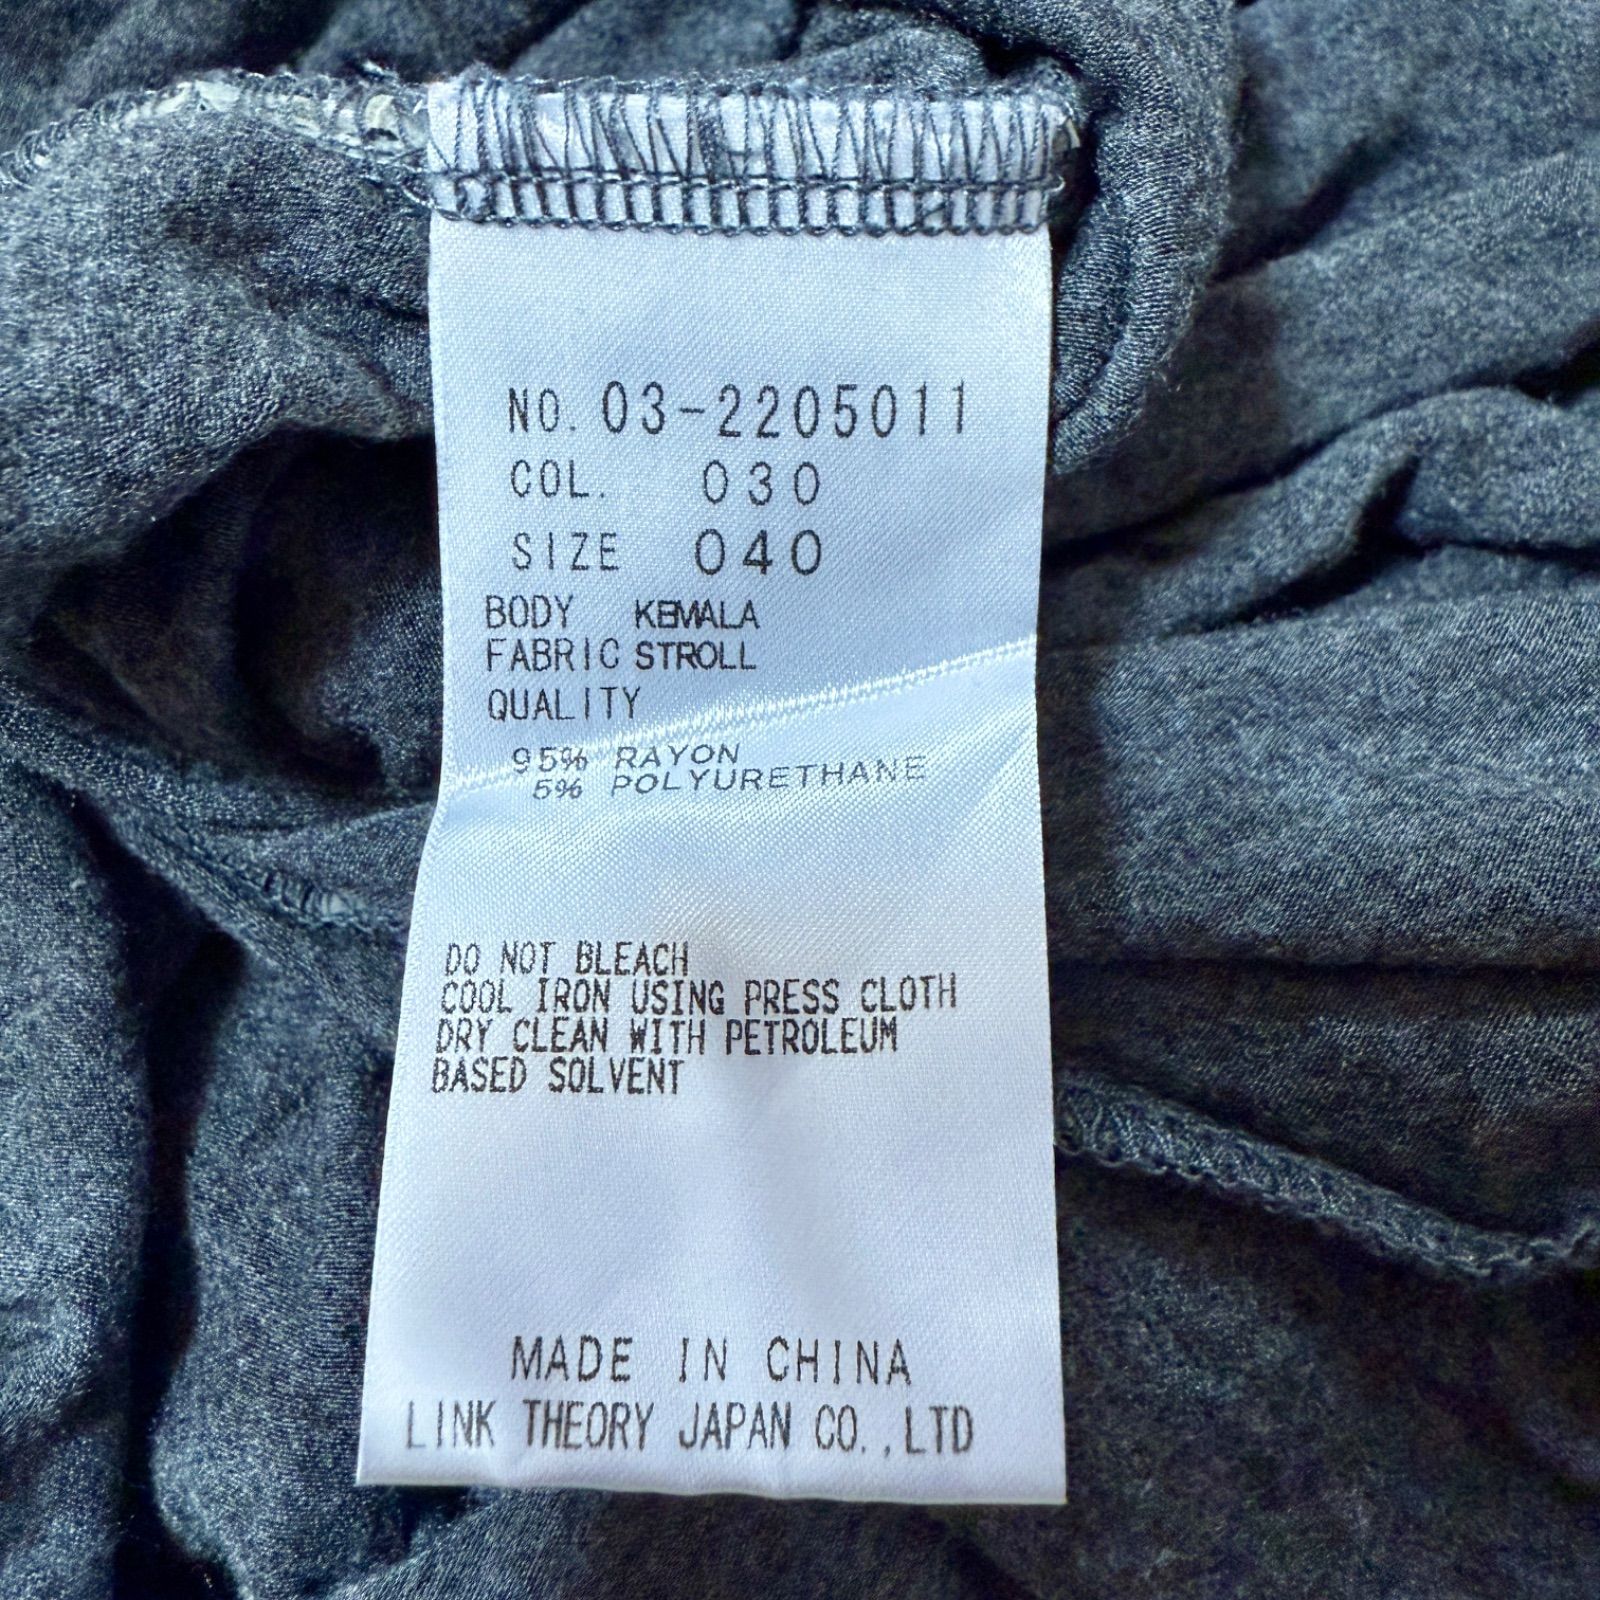 NO. 03-2205011
COL. 030
SIZE 040
BODY KEMALA
FABRIC STROLL
QUALITY
95% RAYON
5% POLYURETHANE
DO NOT BLEACH
COOL IRON USING PRESS CLOTH
DRY CLEAN WITH PETROLEUM
BASED SOLVENT
MADE IN CHINA
LINK THEORY JAPAN CO.,LTD